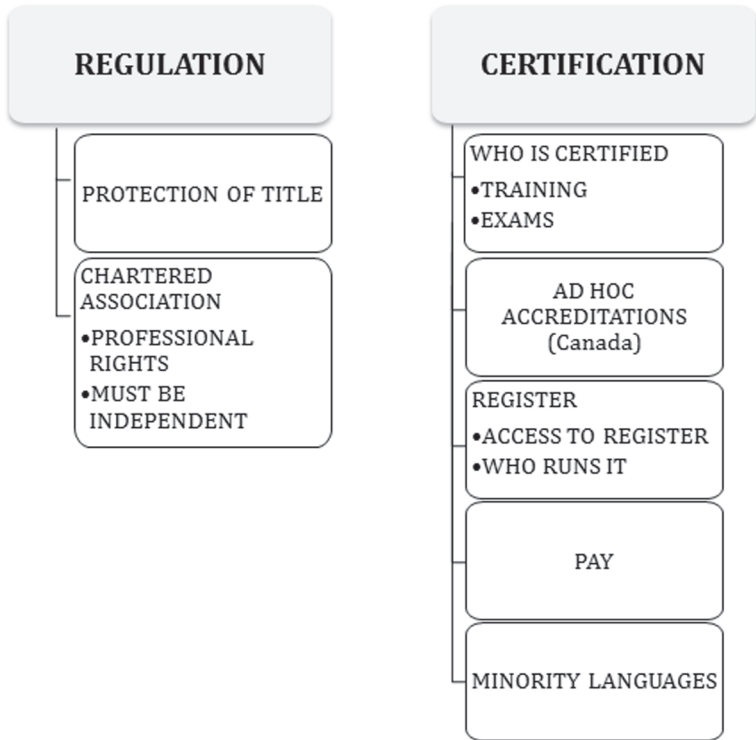 REGULATION
PROTECTION OF TITLE
CHARTERED
ASSOCIATION
•PROFESSIONAL
RIGHTS
•MUST BE
INDEPENDENT
CERTIFICATION
WHO IS CERTIFIED
•TRAINING
•EXAMS
AD HOC
ACCREDITATIONS
(Canada)
REGISTER
•ACCESS TO REGISTER
•WHO RUNS IT
PAY
MINORITY LANGUAGES